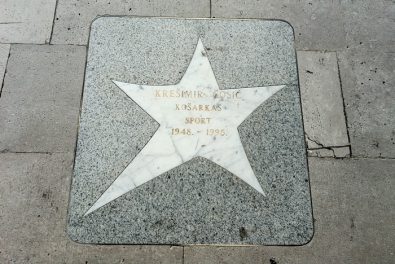 KREŠIMIR ĆOSIĆ
KOŠARKAŠ
SPORT
1948. - 1995.